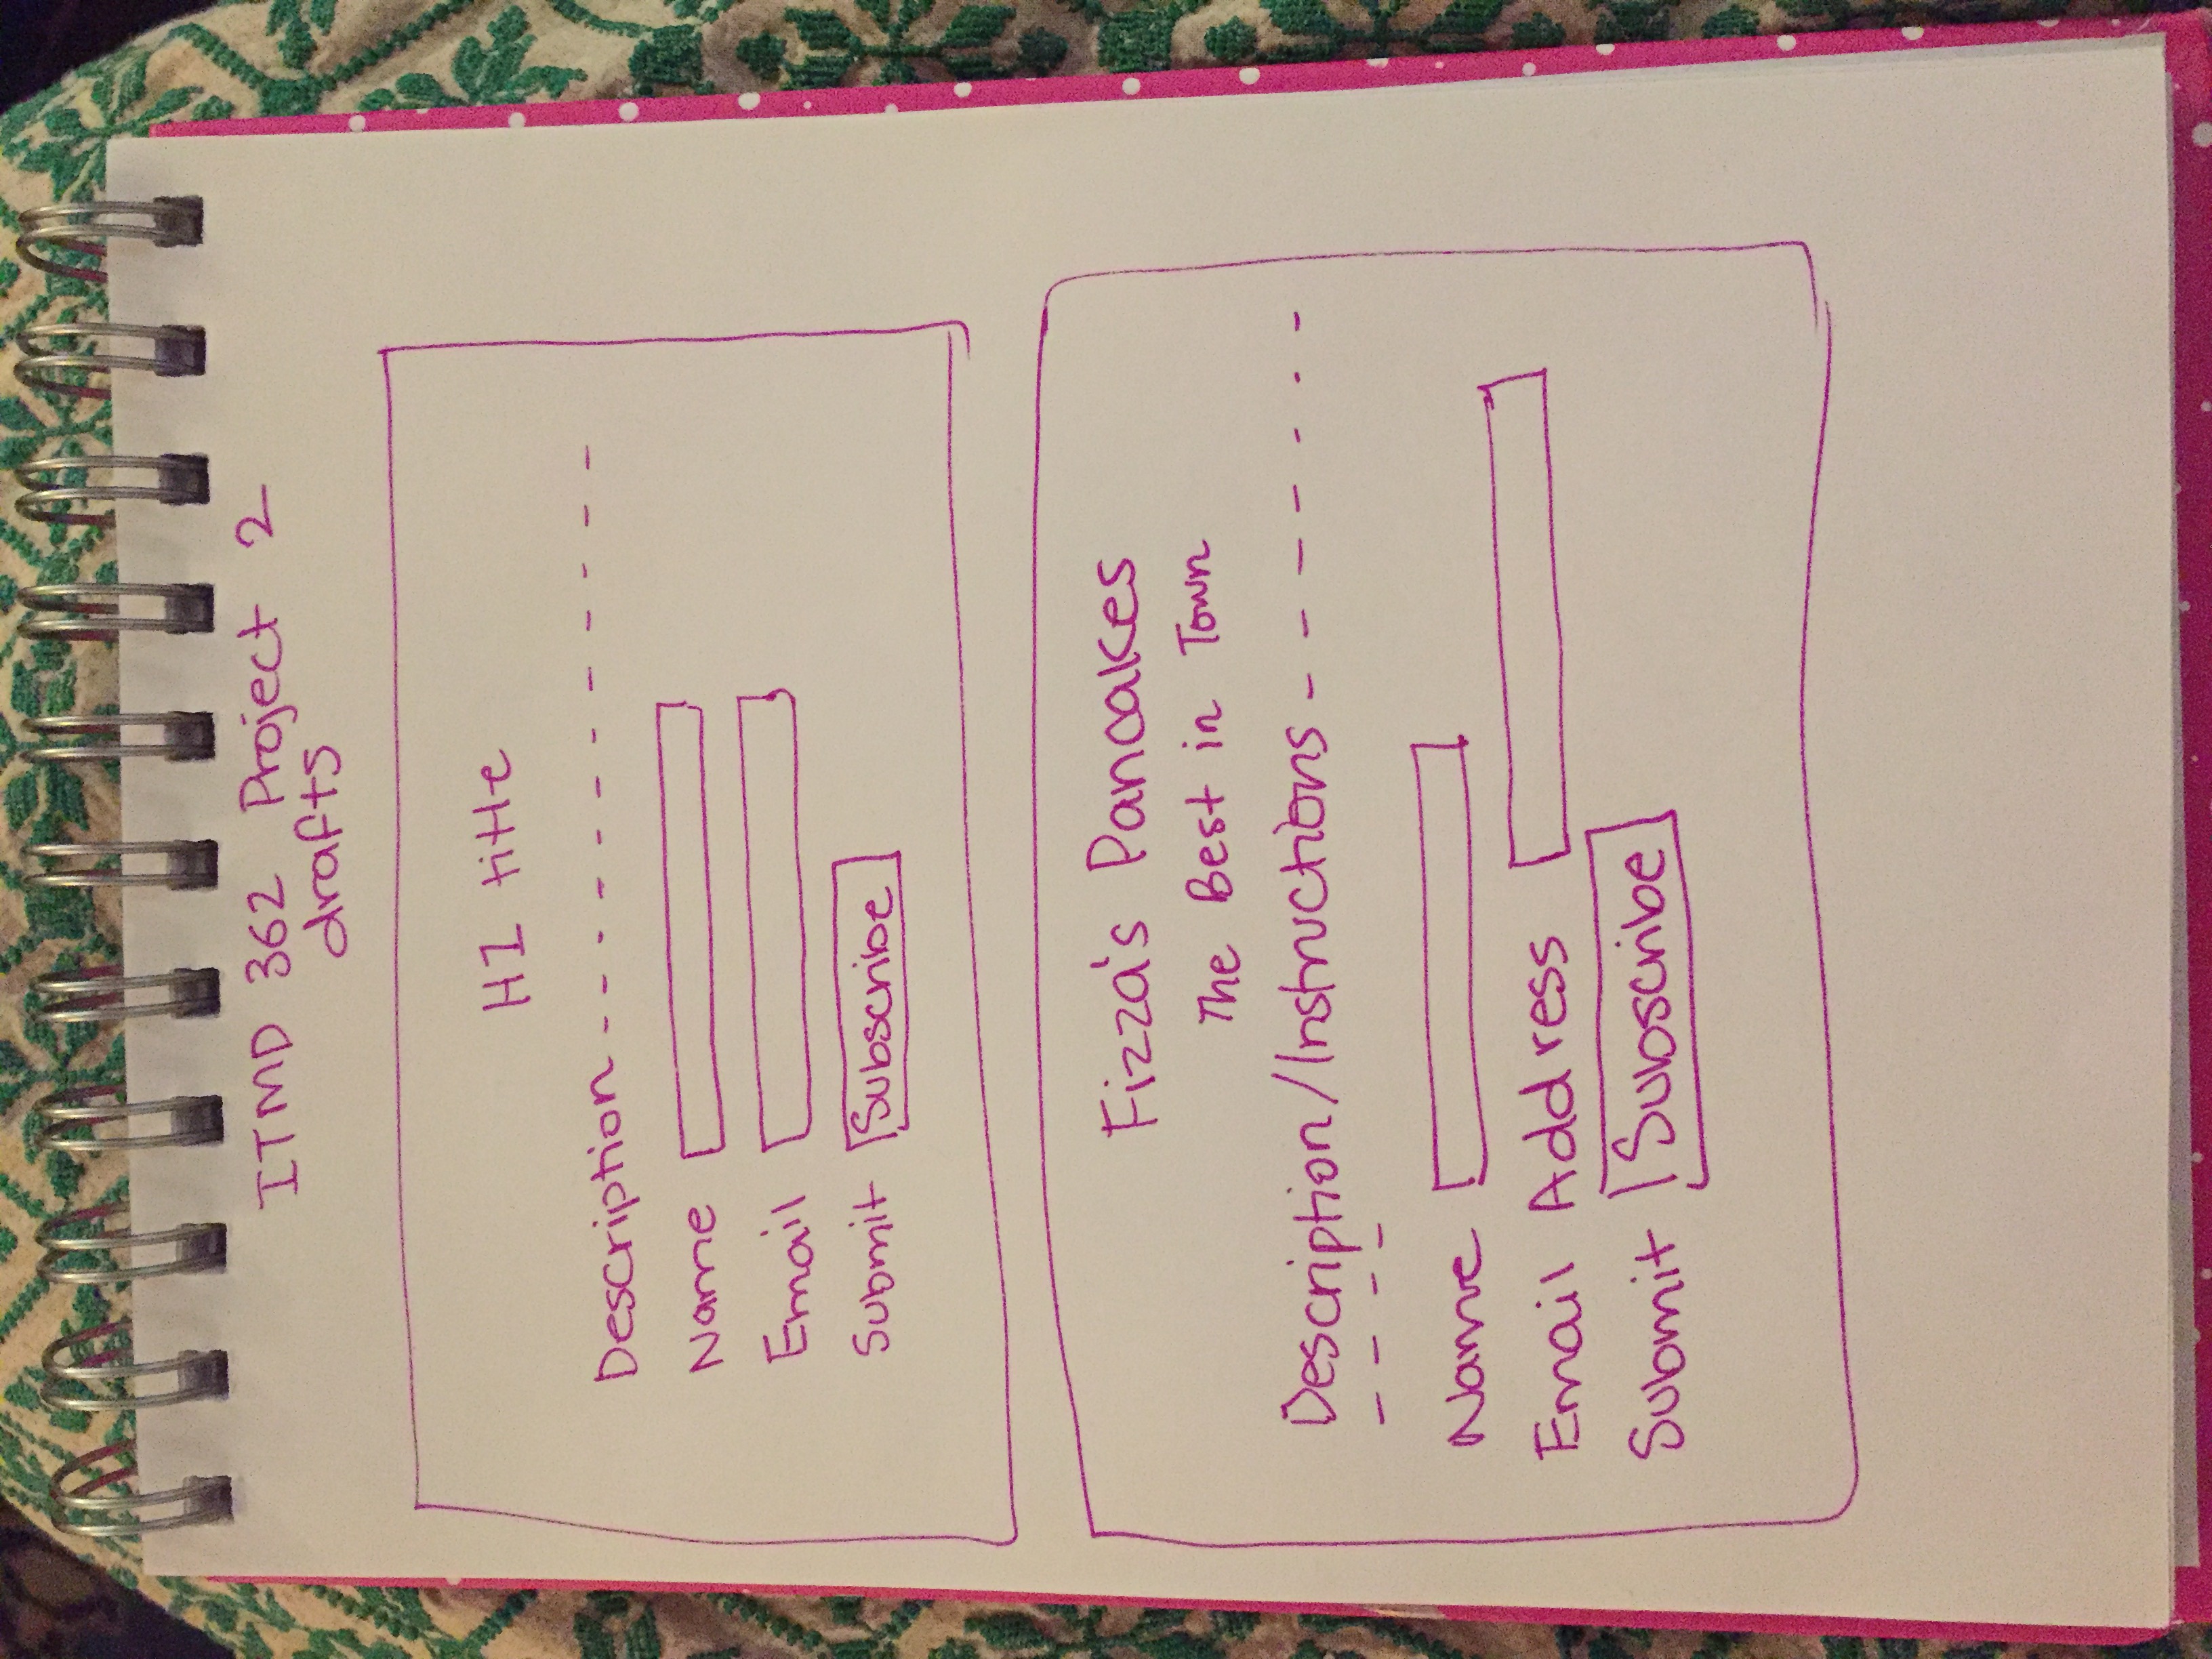 ITMD 362 Project 2
drafts
H1 title
Description
Name
Email
Submit Subscribe
Fizza's Pancakes
The Best in Town
Description/Instructions
Name
Email Address
Submit Subscribe